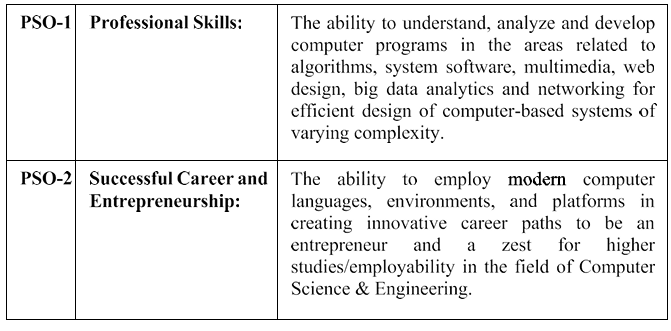 PSO-1 Professional Skills: The ability to understand, analyze and develop
computer programs in the areas related to
algorithms, system software, multimedia, web
design, big data analytics and networking for
efficient design of computer-based systems of
varying complexity.
PSO-2 Successful Career and The ability to employ modern computer
Entrepreneurship: languages, environments, and platforms in
creating innovative career paths to be an
entrepreneur and a zest for higher
studies/employability in the field of Computer
Science & Engineering.